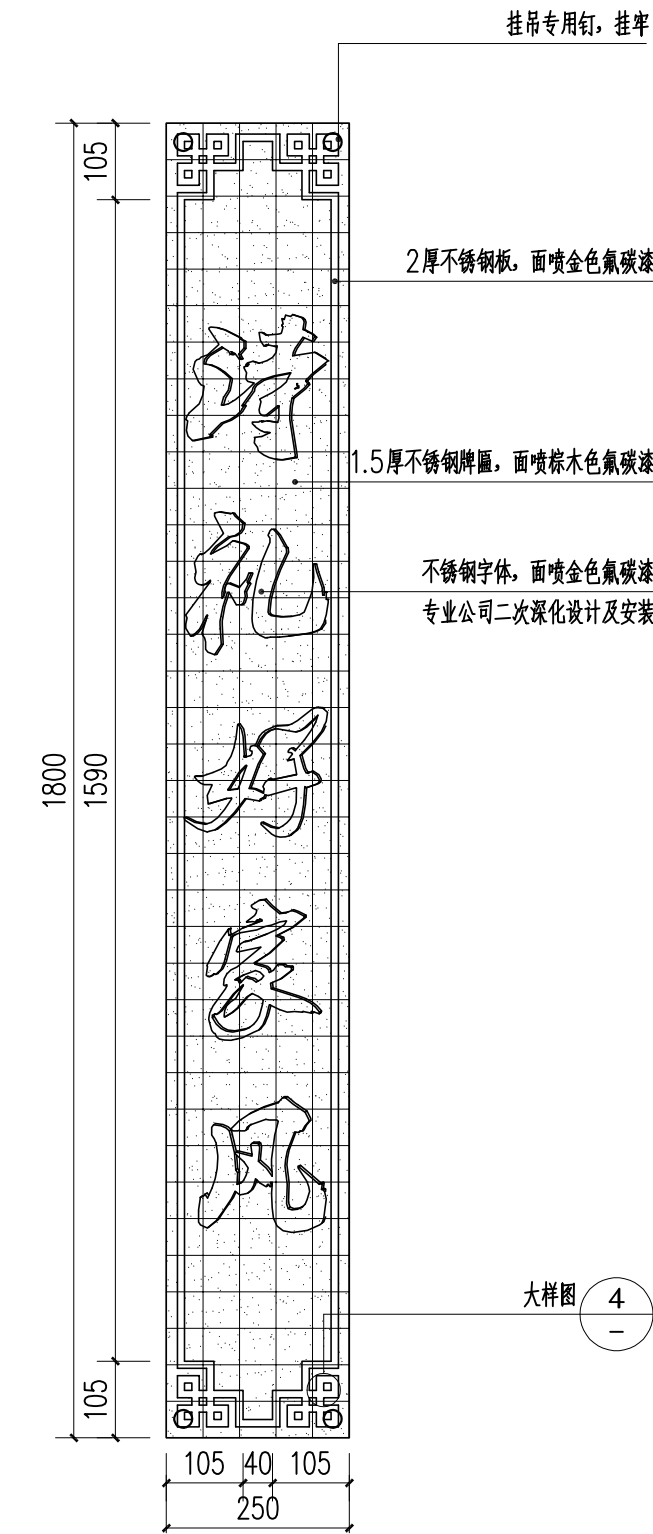 挂吊专用钉，挂牢
105
2厚不锈钢板，面喷金色氟碳漆
1.5厚不锈钢牌匾，面喷棕木色氟碳漆
不锈钢字体，面喷金色氟碳漆
专业公司二次深化设计及安装
诗
礼
好
家
风
1800
1590
大样图
4
–
105
105
40
105
250